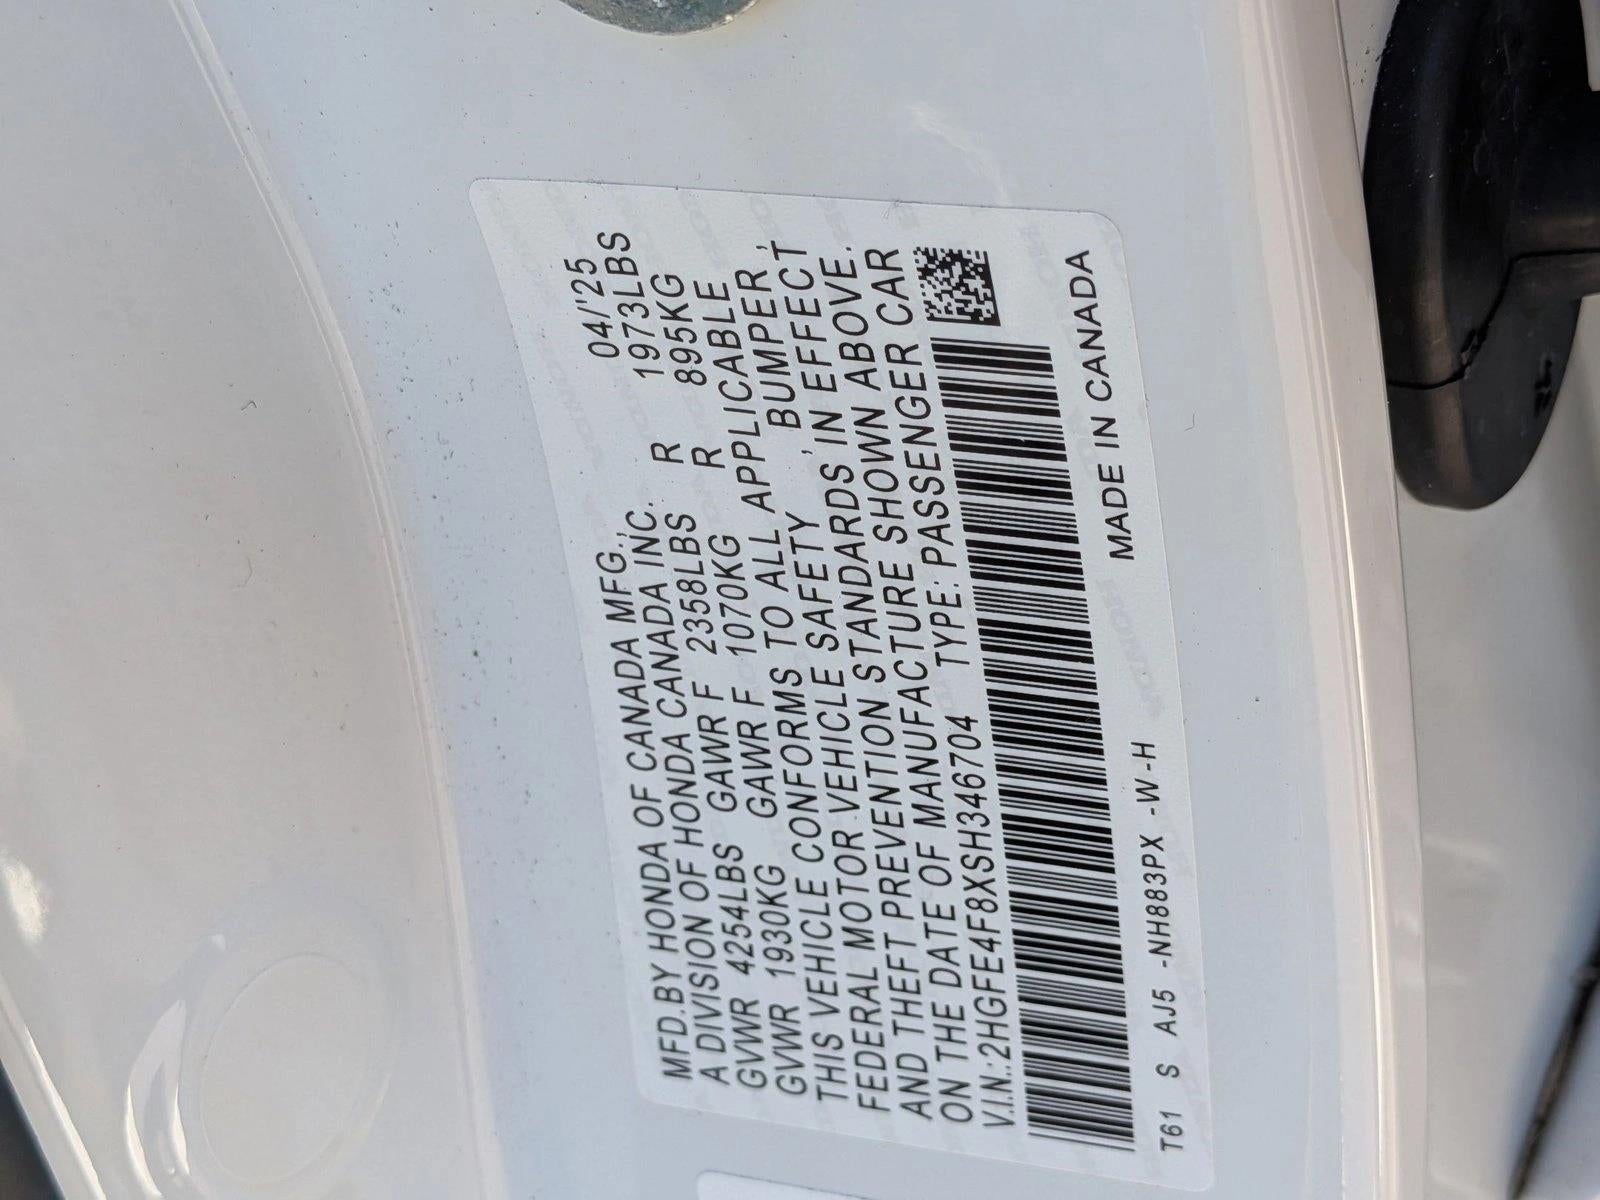 MFD.BY HONDA OF CANADA MFG., 04/'25
A DIVISION OF HONDA CANADA INC.
GVWR 4254LBS GAWR F 2358LBS R 1973LBS
GVWR 1930KG GAWR F 1070KG R 895KG
THIS VEHICLE CONFORMS TO ALL APPLICABLE
FEDERAL MOTOR VEHICLE SAFETY , BUMPER ,
AND THEFT PREVENTION STANDARDS IN EFFECT
ON THE DATE OF MANUFACTURE SHOWN ABOVE.
V.I.N.:2HGFE4F8XSH346704 TYPE: PASSENGER CAR
MADE IN CANADA
T61 S AJ5 -NH883PX -W -H